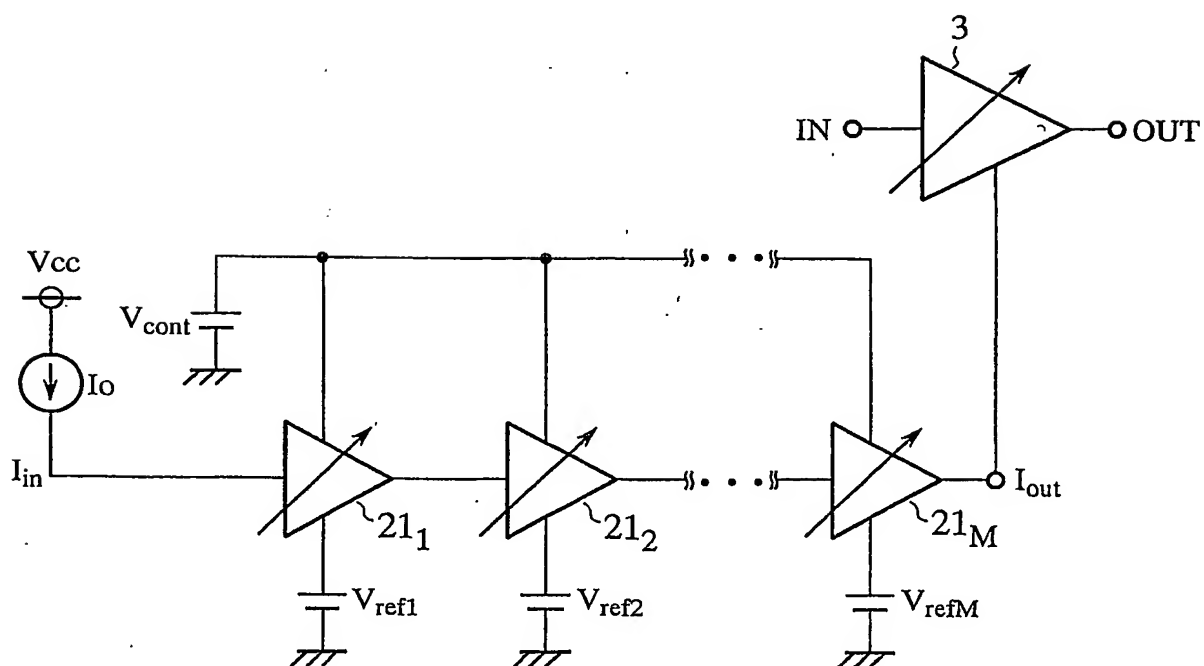 3
IN
OUT
Vcc
Vcont
Io
Iin
211
212
21M
Iout
Vref1
Vref2
VrefM